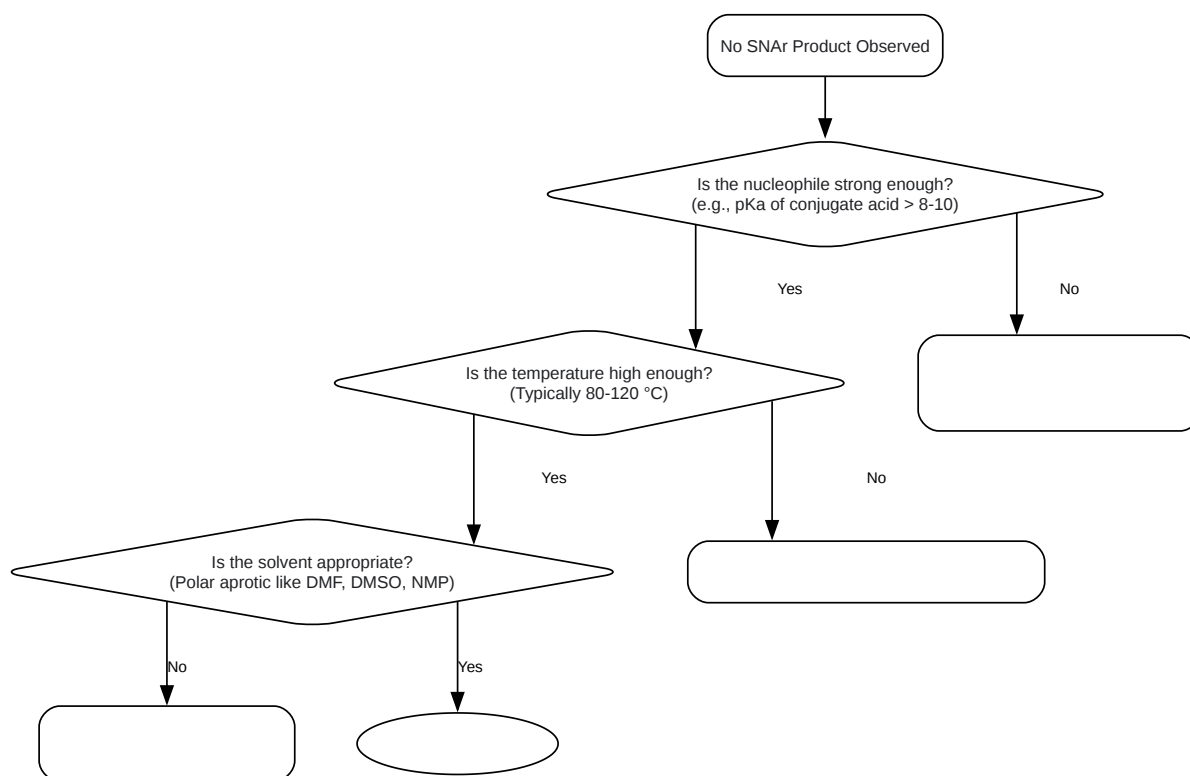 No SNAr Product Observed
Is the nucleophile strong enough?
(e.g., pKa of conjugate acid > 8-10)
Yes
No
Is the temperature high enough?
(Typically 80-120 °C)
Yes
No
Is the solvent appropriate?
(Polar aprotic like DMF, DMSO, NMP)
No
Yes